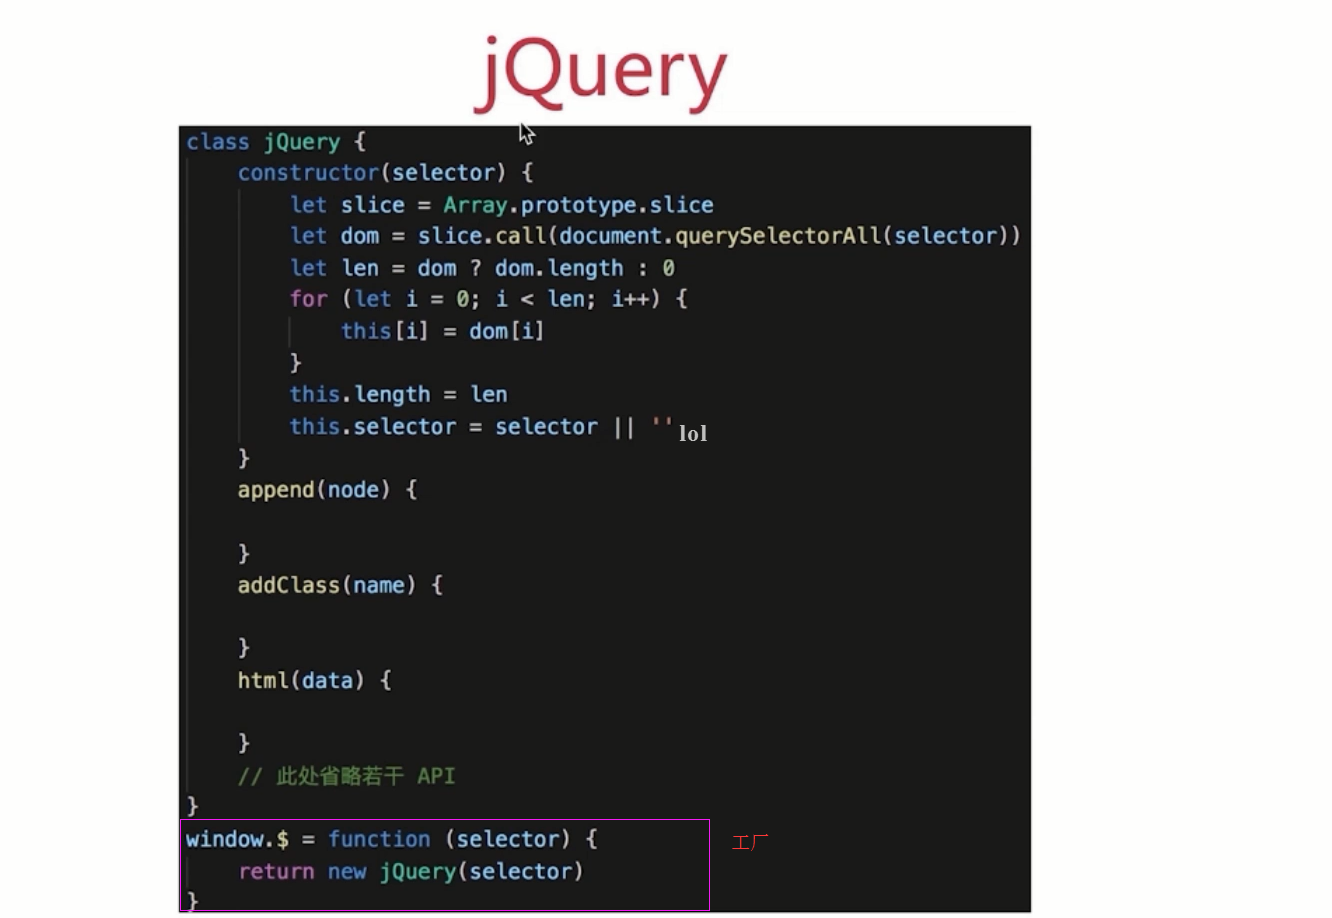 jQuery
class jQuery {
constructor(selector) {
let slice = Array.prototype.slice
let dom = slice.call(document.querySelectorAll(selector))
let len = dom ? dom.length : 0
for (let i = 0; i < len; i++) {
this[i] = dom[i]
}
this.length = len
this.selector = selector || '' lol
}
append(node) {
}
addClass(name) {
}
html(data) {
}
// 此处省略若干 API
}
window.$ = function (selector) {
return new jQuery(selector)
}
工厂